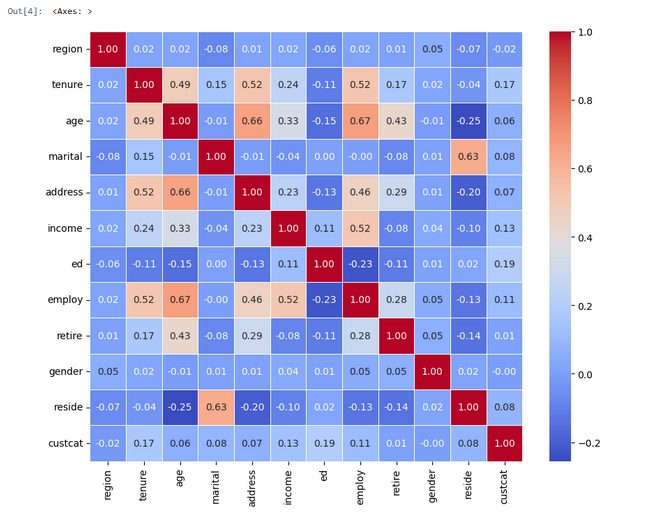 Out[4]: <Axes: >
region 1.00 0.02 0.02 -0.08 0.01 0.02 -0.06 0.02 0.01 0.05 -0.07 -0.02
tenure 0.02 1.00 0.49 0.15 0.52 0.24 -0.11 0.52 0.17 0.02 -0.04 0.17
age 0.02 0.49 1.00 -0.01 0.66 0.33 -0.15 0.67 0.43 -0.01 -0.25 0.06
marital -0.08 0.15 -0.01 1.00 -0.01 -0.04 0.00 -0.00 -0.08 0.01 0.63 0.08
address 0.01 0.52 0.66 -0.01 1.00 0.23 -0.13 0.46 0.29 0.01 -0.20 0.07
income 0.02 0.24 0.33 -0.04 0.23 1.00 0.11 0.52 -0.08 0.04 -0.10 0.13
ed -0.06 -0.11 -0.15 0.00 -0.13 0.11 1.00 -0.23 -0.11 0.01 0.02 0.19
employ 0.02 0.52 0.67 -0.00 0.46 0.52 -0.23 1.00 0.28 0.05 -0.13 0.11
retire 0.01 0.17 0.43 -0.08 0.29 -0.08 -0.11 0.28 1.00 0.05 -0.14 0.01
gender 0.05 0.02 -0.01 0.01 0.01 0.04 0.01 0.05 0.05 1.00 0.02 -0.00
reside -0.07 -0.04 -0.25 0.63 -0.20 -0.10 0.02 -0.13 -0.14 0.02 1.00 0.08
custcat -0.02 0.17 0.06 0.08 0.07 0.13 0.19 0.11 0.01 -0.00 0.08 1.00
region tenure age marital address income ed employ retire gender reside custcat
1.0
0.8
0.6
0.4
0.2
0.0
−0.2